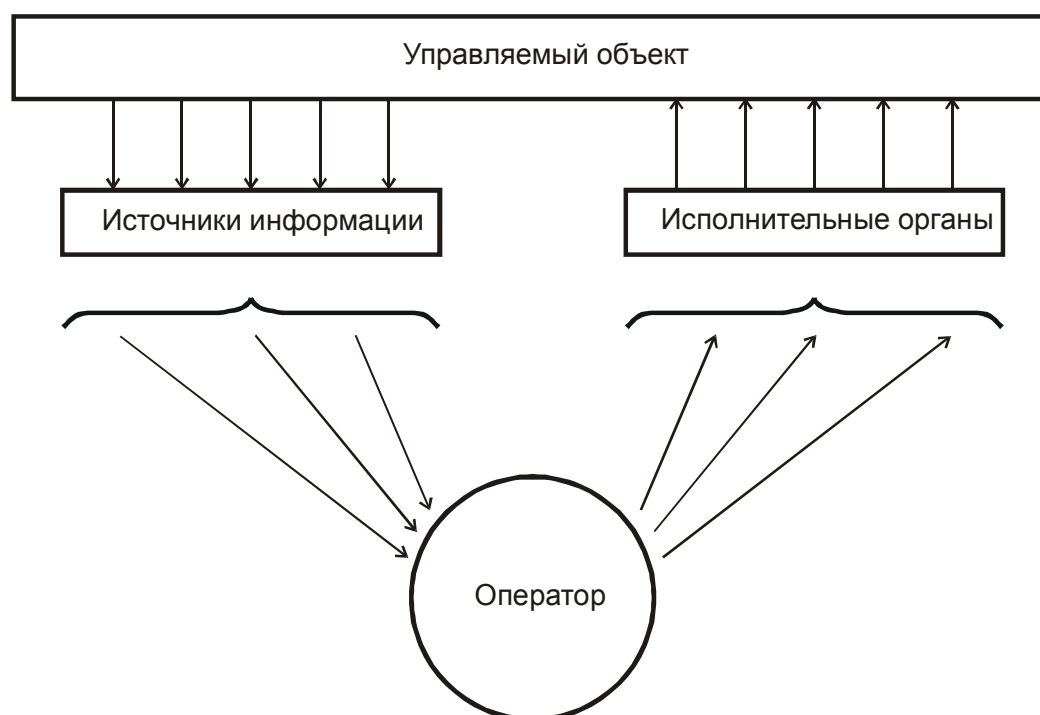 Управляемый объект
Источники информации
Исполнительные органы
Оператор